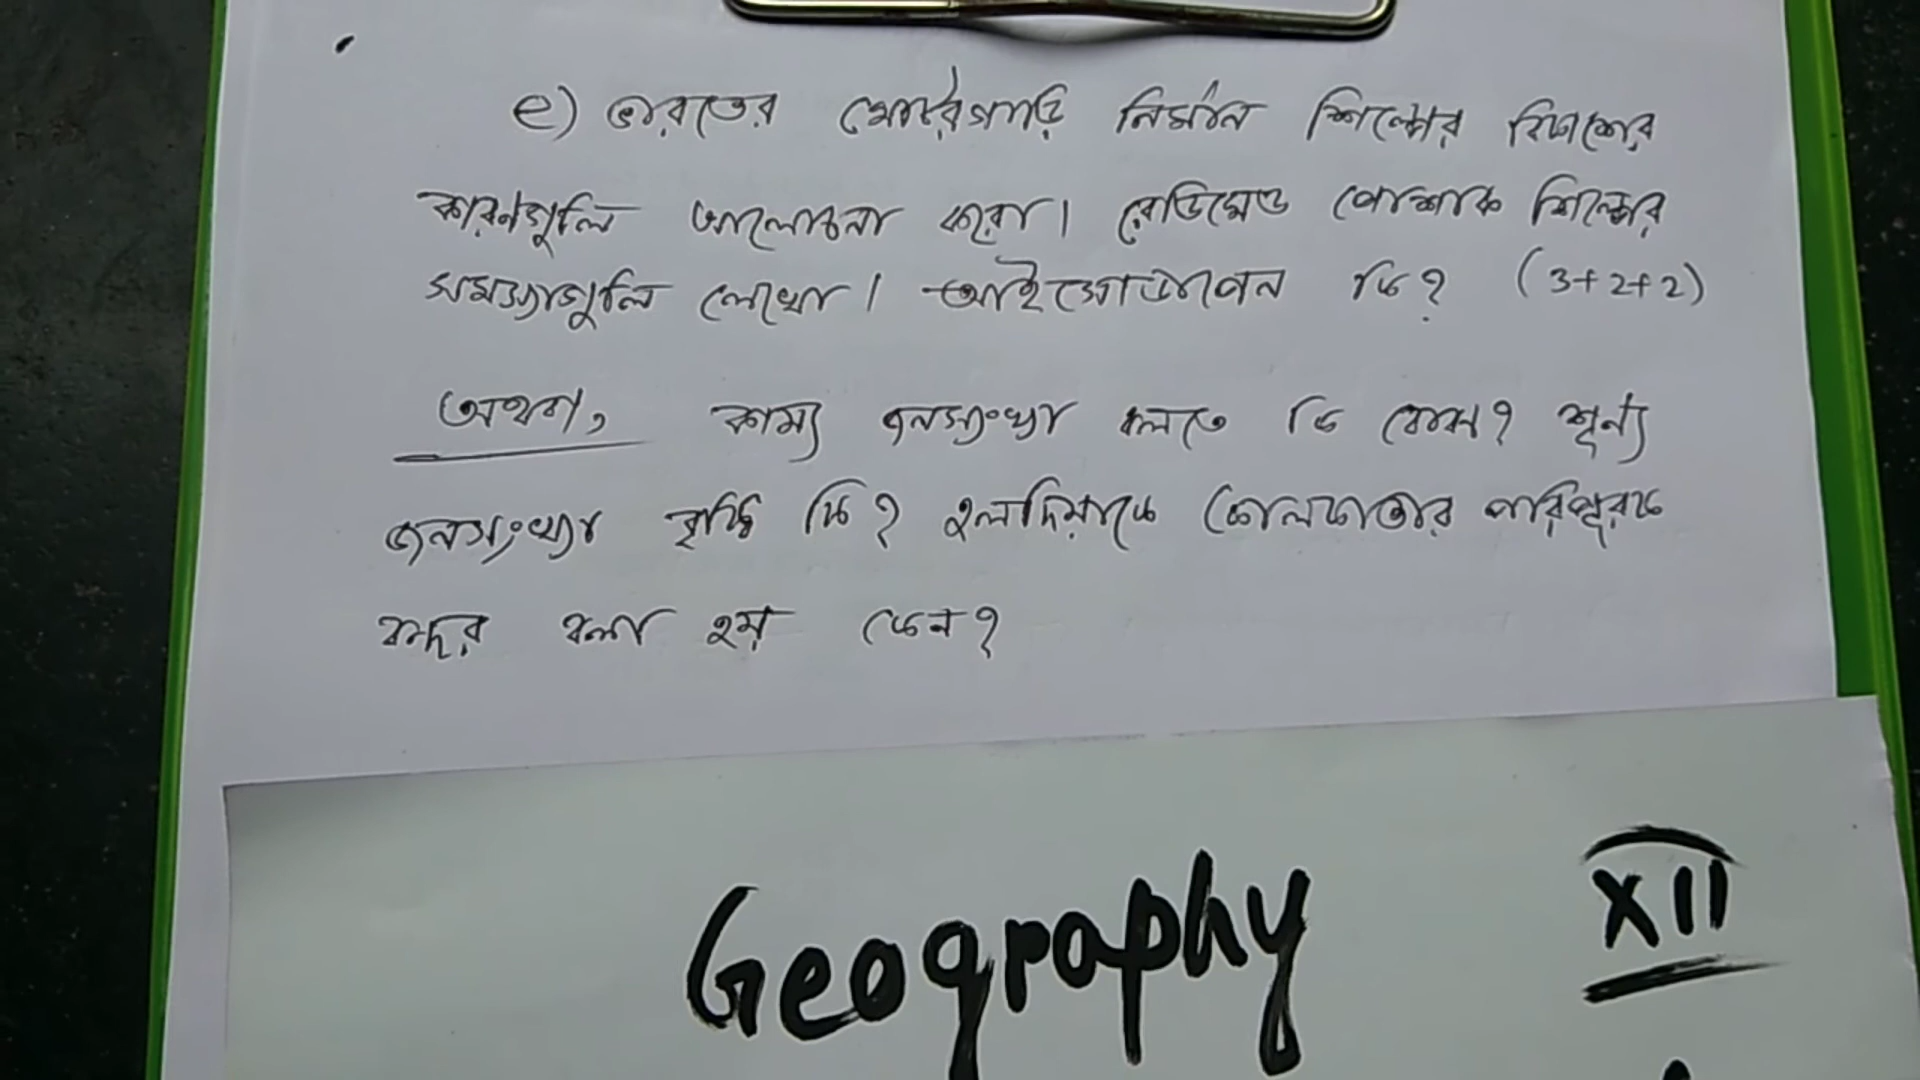 e) ভারতের মোটরগাড়ি নির্মান শিল্পের বিকাশের
কারণগুলি আলোচনা করো। রেডিমেড পোশাক শিল্পের
সমস্যাগুলি লেখো। আইসোডাপেন কি? (3+2+2)
অথবা, কাম্য জনসংখ্যা বলতে কি বোঝ? শূন্য
জনসংখ্যা বৃদ্ধি কি? হলদিয়াকে কোলকাতার পরিপূরক
বন্দর বলা হয় কেন?
Geography XII